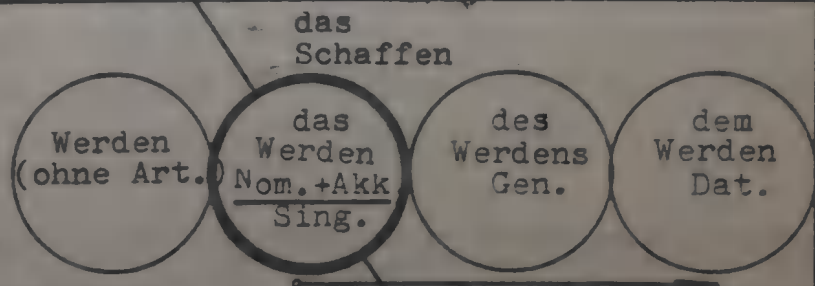 das
Schaffen
Werden
(ohne Art.)
das
Werden
Nom.+Akk
Sing.
des
Werdens
Gen.
dem
Werden
Dat.